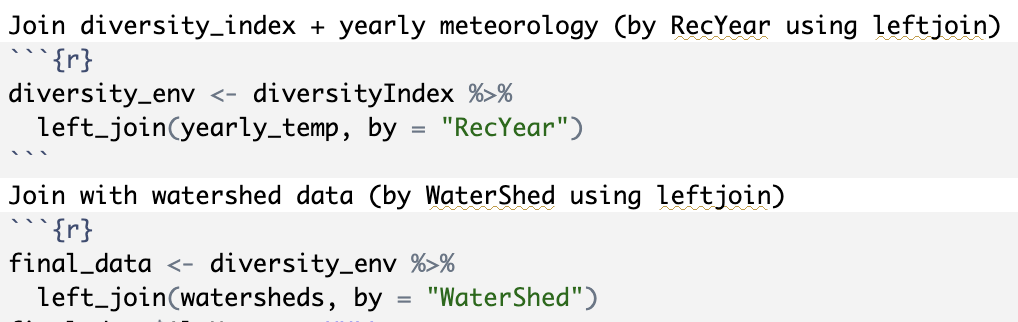 Join diversity_index + yearly meteorology (by RecYear using leftjoin)
```{r}
diversity_env <- diversityIndex %>%
  left_join(yearly_temp, by = "RecYear")
```
Join with watershed data (by WaterShed using leftjoin)
```{r}
final_data <- diversity_env %>%
  left_join(watersheds, by = "WaterShed")